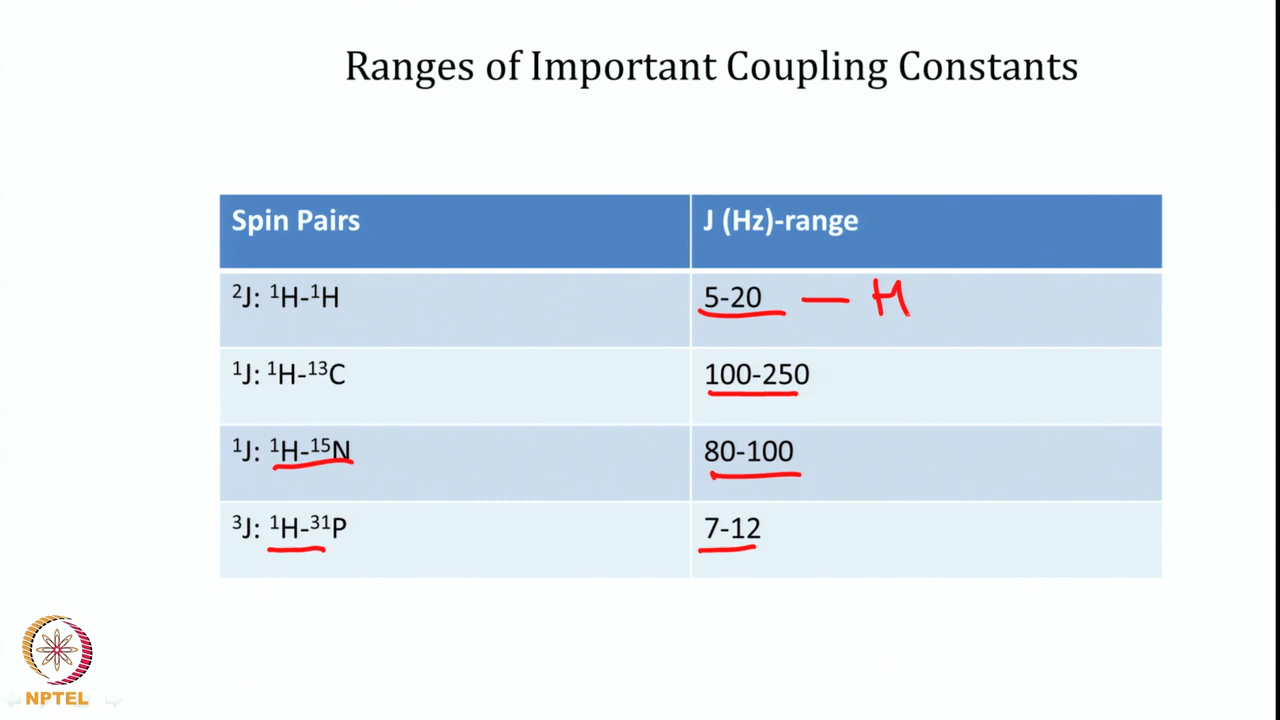 Ranges of Important Coupling Constants
Spin Pairs J (Hz)-range
²J: ¹H-¹H 5-20 — H
¹J: ¹H-¹³C 100-250
¹J: ¹H-¹⁵N 80-100
³J: ¹H-³¹P 7-12
NPTEL